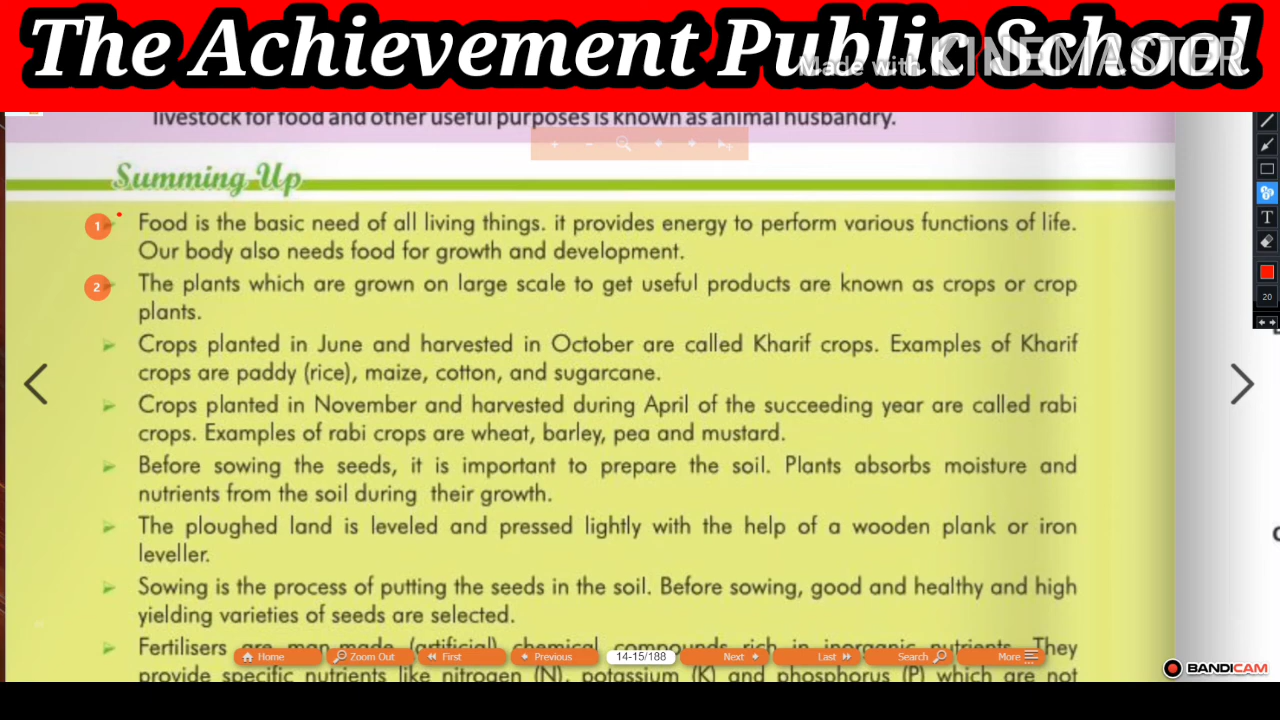 The Achievement Public School
Made with KINEMASTER
livestock for food and other useful purposes is known as animal husbandry.
Summing Up
1 Food is the basic need of all living things. it provides energy to perform various functions of life.
Our body also needs food for growth and development.
2 The plants which are grown on large scale to get useful products are known as crops or crop
plants.
Crops planted in June and harvested in October are called Kharif crops. Examples of Kharif
crops are paddy (rice), maize, cotton, and sugarcane.
Crops planted in November and harvested during April of the succeeding year are called rabi
crops. Examples of rabi crops are wheat, barley, pea and mustard.
Before sowing the seeds, it is important to prepare the soil. Plants absorbs moisture and
nutrients from the soil during their growth.
The ploughed land is leveled and pressed lightly with the help of a wooden plank or iron
leveller.
Sowing is the process of putting the seeds in the soil. Before sowing, good and healthy and high
yielding varieties of seeds are selected.
Fertilisers are man-made (artificial) chemical compounds rich in inorganic nutrients. They
Home Zoom Out First Previous 14-15/188 Next Last Search More
provide specific nutrients like nitrogen (N), potassium (K) and phosphorus (P) which are not
T
20
BANDICAM